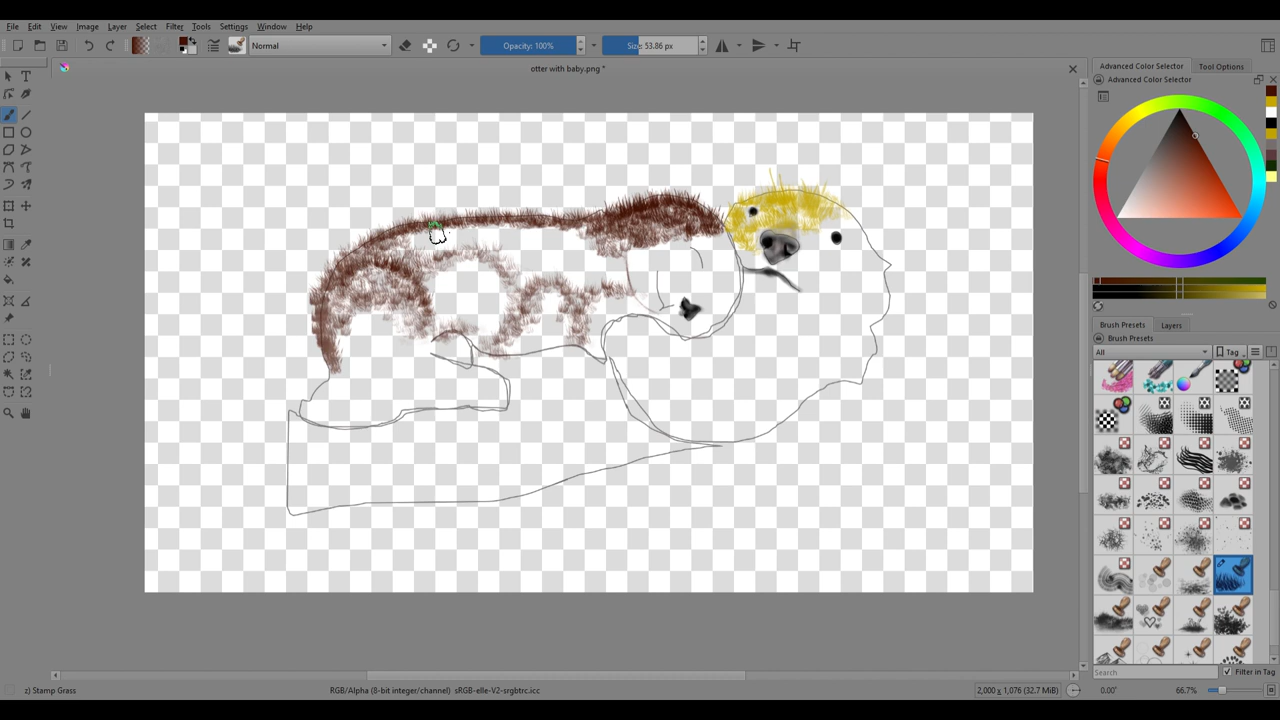 File Edit View Image Layer Select Filter Tools Settings Window Help
Normal Opacity: 100% Size: 53.86 px
otter with baby.png *
Advanced Color Selector Tool Options
Advanced Color Selector
Brush Presets Layers
Brush Presets
All Tag
Search Filter in Tag
z) Stamp Grass RGB/Alpha (8-bit integer/channel) sRGB-elle-V2-srgbtrc.icc 2,000 x 1,076 (32.7 MiB) 0.00° 66.7%